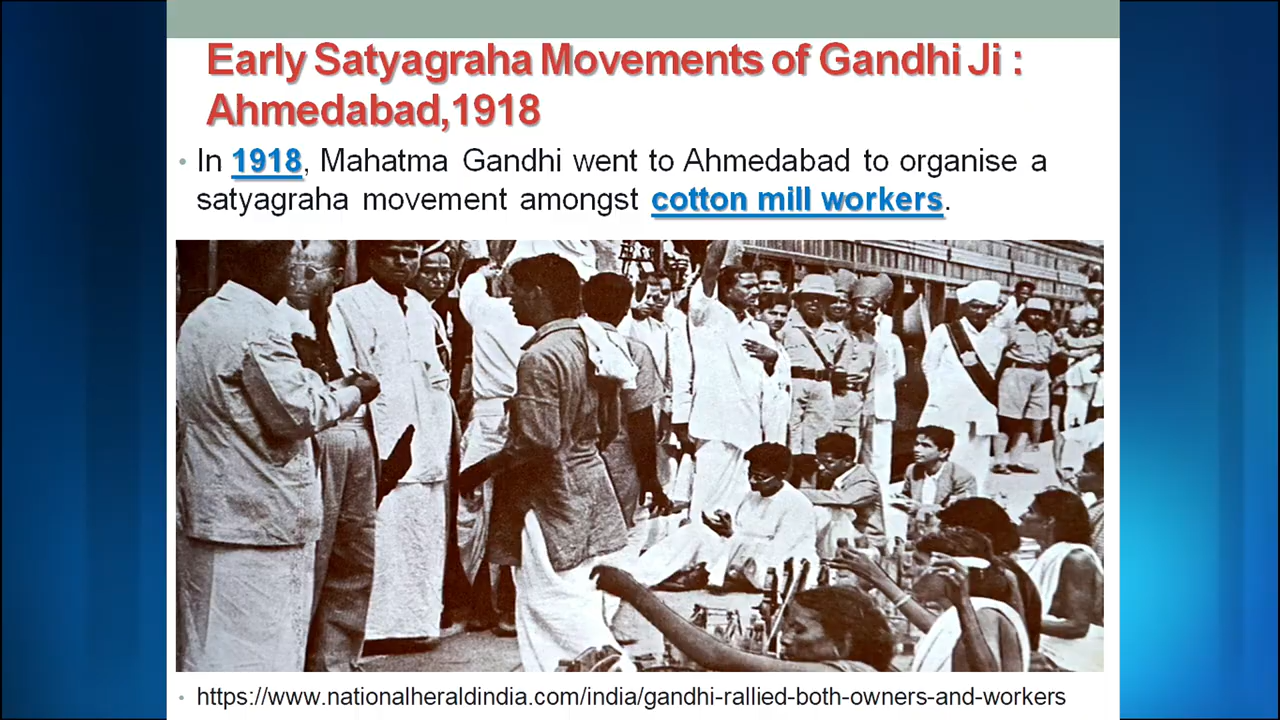 Early Satyagraha Movements of Gandhi Ji :
Ahmedabad,1918
• In 1918, Mahatma Gandhi went to Ahmedabad to organise a
satyagraha movement amongst cotton mill workers.
• https://www.nationalheraldindia.com/india/gandhi-rallied-both-owners-and-workers